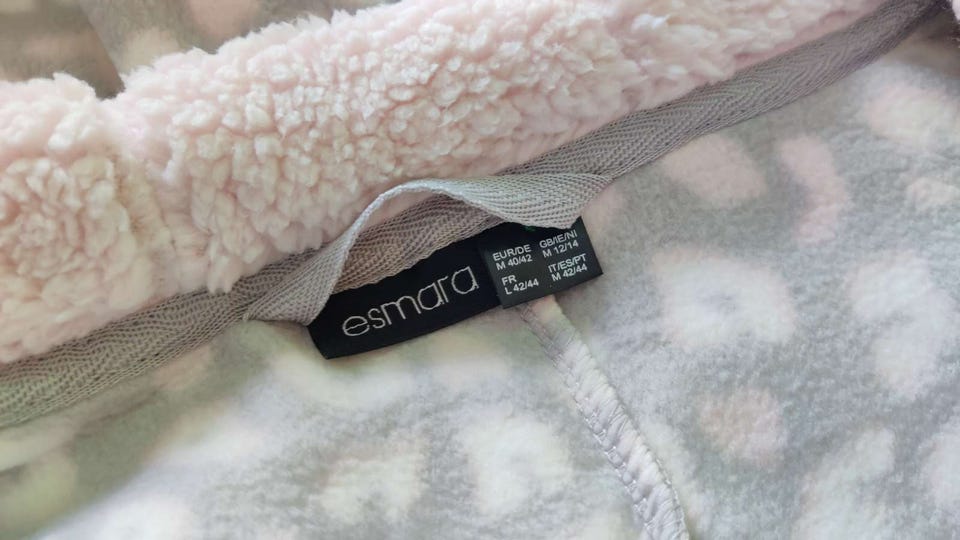 esmara
EUR/DE GB/IE/NI
M 40/42 M 12/14
FR IT/ES/PT
L 42/44 M 42/44